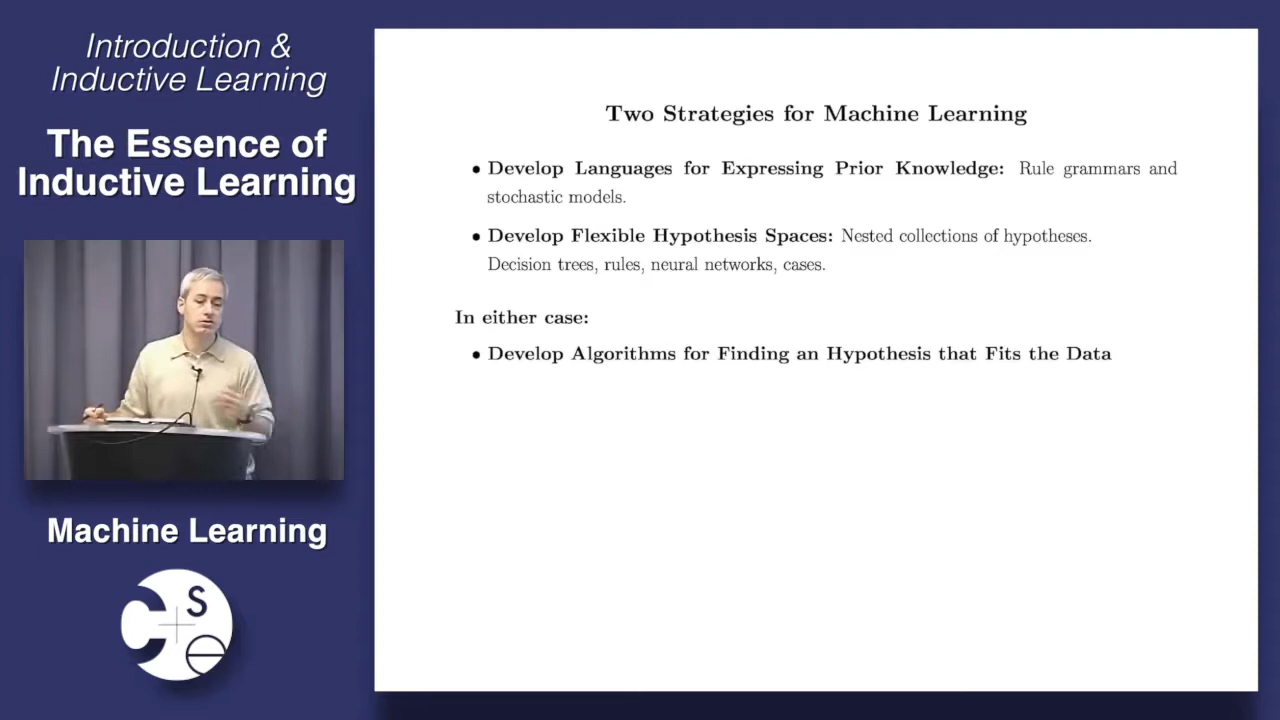 Introduction &
Inductive Learning
The Essence of
Inductive Learning
Machine Learning
C + S e
Two Strategies for Machine Learning
• Develop Languages for Expressing Prior Knowledge: Rule grammars and
stochastic models.
• Develop Flexible Hypothesis Spaces: Nested collections of hypotheses.
Decision trees, rules, neural networks, cases.
In either case:
• Develop Algorithms for Finding an Hypothesis that Fits the Data